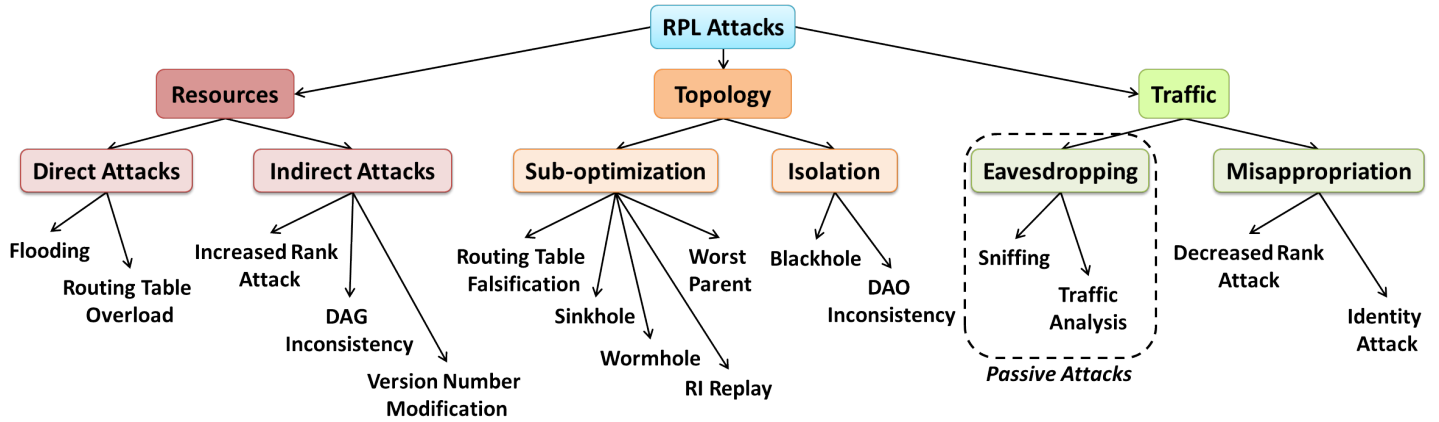 RPL Attacks
Resources
Topology
Traffic
Direct Attacks
Indirect Attacks
Sub-optimization
Isolation
Eavesdropping
Misappropriation
Flooding
Routing Table
Overload
Increased Rank
Attack
DAG
Inconsistency
Version Number
Modification
Routing Table
Falsification
Sinkhole
Wormhole
RI Replay
Worst
Parent
Blackhole
DAO
Inconsistency
Sniffing
Traffic
Analysis
Passive Attacks
Decreased Rank
Attack
Identity
Attack